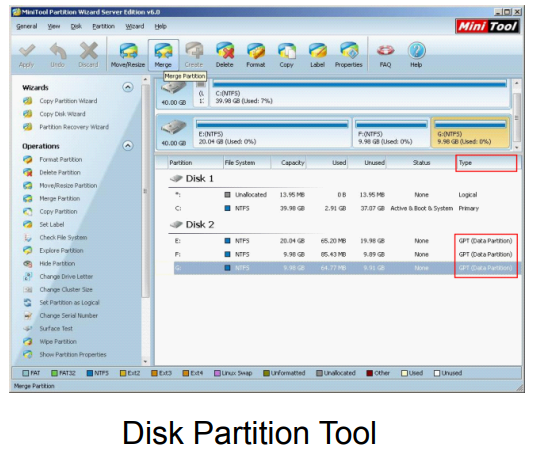 MiniTool Partition Wizard Server Edition v6.0
General View Disk Partition Wizard Help
Mini Tool
Apply Undo Discard Move/Resize Merge Create Delete Format Copy Label Properties FAQ Help
Merge Partition
Wizards
Copy Partition Wizard
Copy Disk Wizard
Partition Recovery Wizard
Operations
Format Partition
Delete Partition
Move/Resize Partition
Merge Partition
Copy Partition
Set Label
Check File System
Explore Partition
Hide Partition
Change Drive Letter
Change Cluster Size
Set Partition as Logical
Change Serial Number
Surface Test
Wipe Partition
Show Partition Properties
40.00 GB
C:(NTFS)
39.98 GB (Used: 7%)
40.00 GB
E:(NTFS)
20.04 GB (Used: 0%)
F:(NTFS)
9.98 GB (Used: 0%)
G:(NTFS)
9.98 GB (Used: 0%)
Partition File System Capacity Used Unused Status Type
Disk 1
*: Unallocated 13.95 MB 0 B 13.95 MB None Logical
C: NTFS 39.98 GB 2.91 GB 37.07 GB Active & Boot & System Primary
Disk 2
E: NTFS 20.04 GB 65.20 MB 19.98 GB None GPT (Data Partition)
F: NTFS 9.98 GB 85.43 MB 9.89 GB None GPT (Data Partition)
G: NTFS 9.98 GB 64.77 MB 9.91 GB None GPT (Data Partition)
FAT FAT32 NTFS Ext2 Ext3 Ext4 Linux Swap Unformatted Unallocated Other Used Unused
Merge Partition
Disk Partition Tool